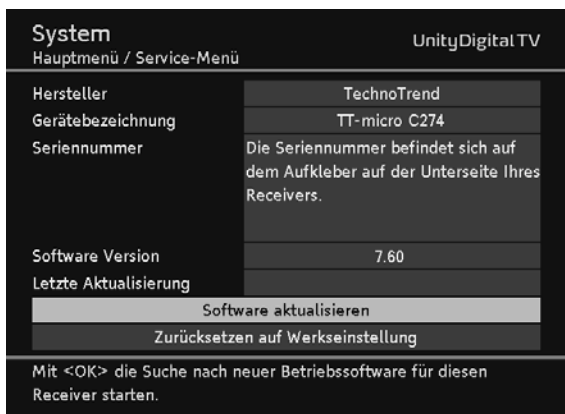 System
UnityDigital TV
Hauptmenü / Service-Menü
Hersteller
TechnoTrend
Gerätebezeichnung
TT-micro C274
Seriennummer
Die Seriennummer befindet sich auf
dem Aufkleber auf der Unterseite Ihres
Receivers.
Software Version
7.60
Letzte Aktualisierung
Software aktualisieren
Zurücksetzen auf Werkseinstellung
Mit <OK> die Suche nach neuer Betriebssoftware für diesen
Receiver starten.